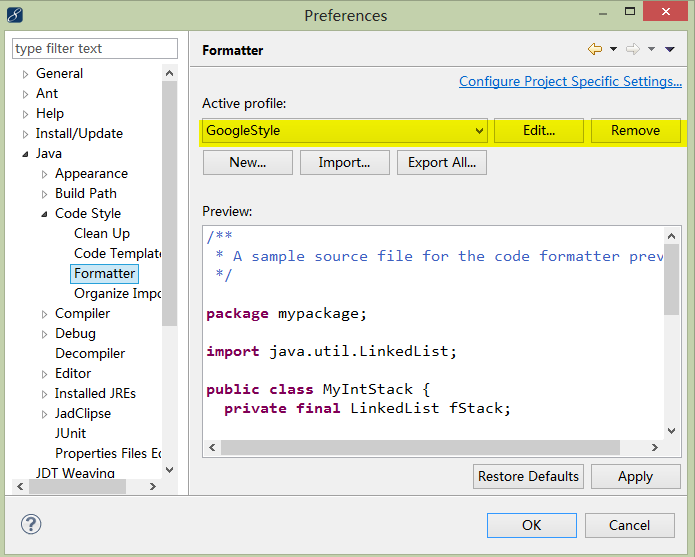 Preferences
type filter text
General
Ant
Help
Install/Update
Java
Appearance
Build Path
Code Style
Clean Up
Code Template
Formatter
Organize Impo
Compiler
Debug
Decompiler
Editor
Installed JREs
JadClipse
JUnit
Properties Files Ed
JDT Weaving
Formatter
Configure Project Specific Settings...
Active profile:
GoogleStyle
Edit...
Remove
New...
Import...
Export All...
Preview:
/**
* A sample source file for the code formatter prev
*/
package mypackage;
import java.util.LinkedList;
public class MyIntStack {
private final LinkedList fStack;
Restore Defaults
Apply
?
OK
Cancel